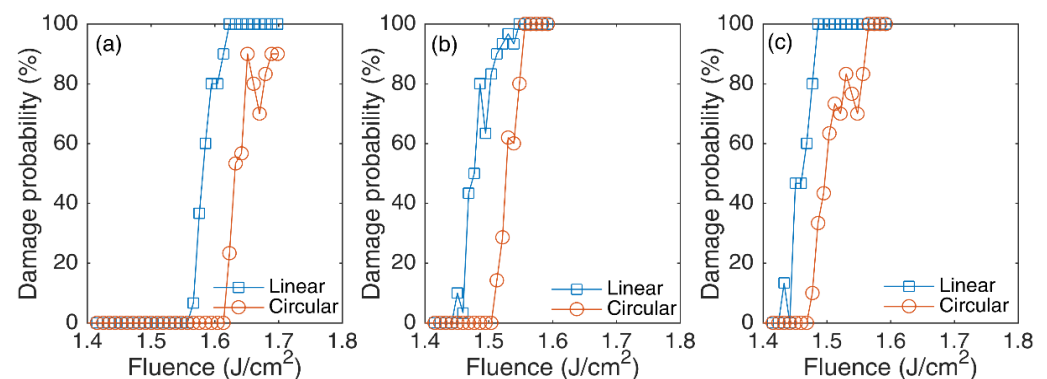 (a)
Damage probability (%)
100
80
60
40
20
0
Linear
Circular
1.4 1.5 1.6 1.7 1.8
Fluence (J/cm²)
(b)
Damage probability (%)
100
80
60
40
20
0
Linear
Circular
1.4 1.5 1.6 1.7 1.8
Fluence (J/cm²)
(c)
Damage probability (%)
100
80
60
40
20
0
Linear
Circular
1.4 1.5 1.6 1.7 1.8
Fluence (J/cm²)